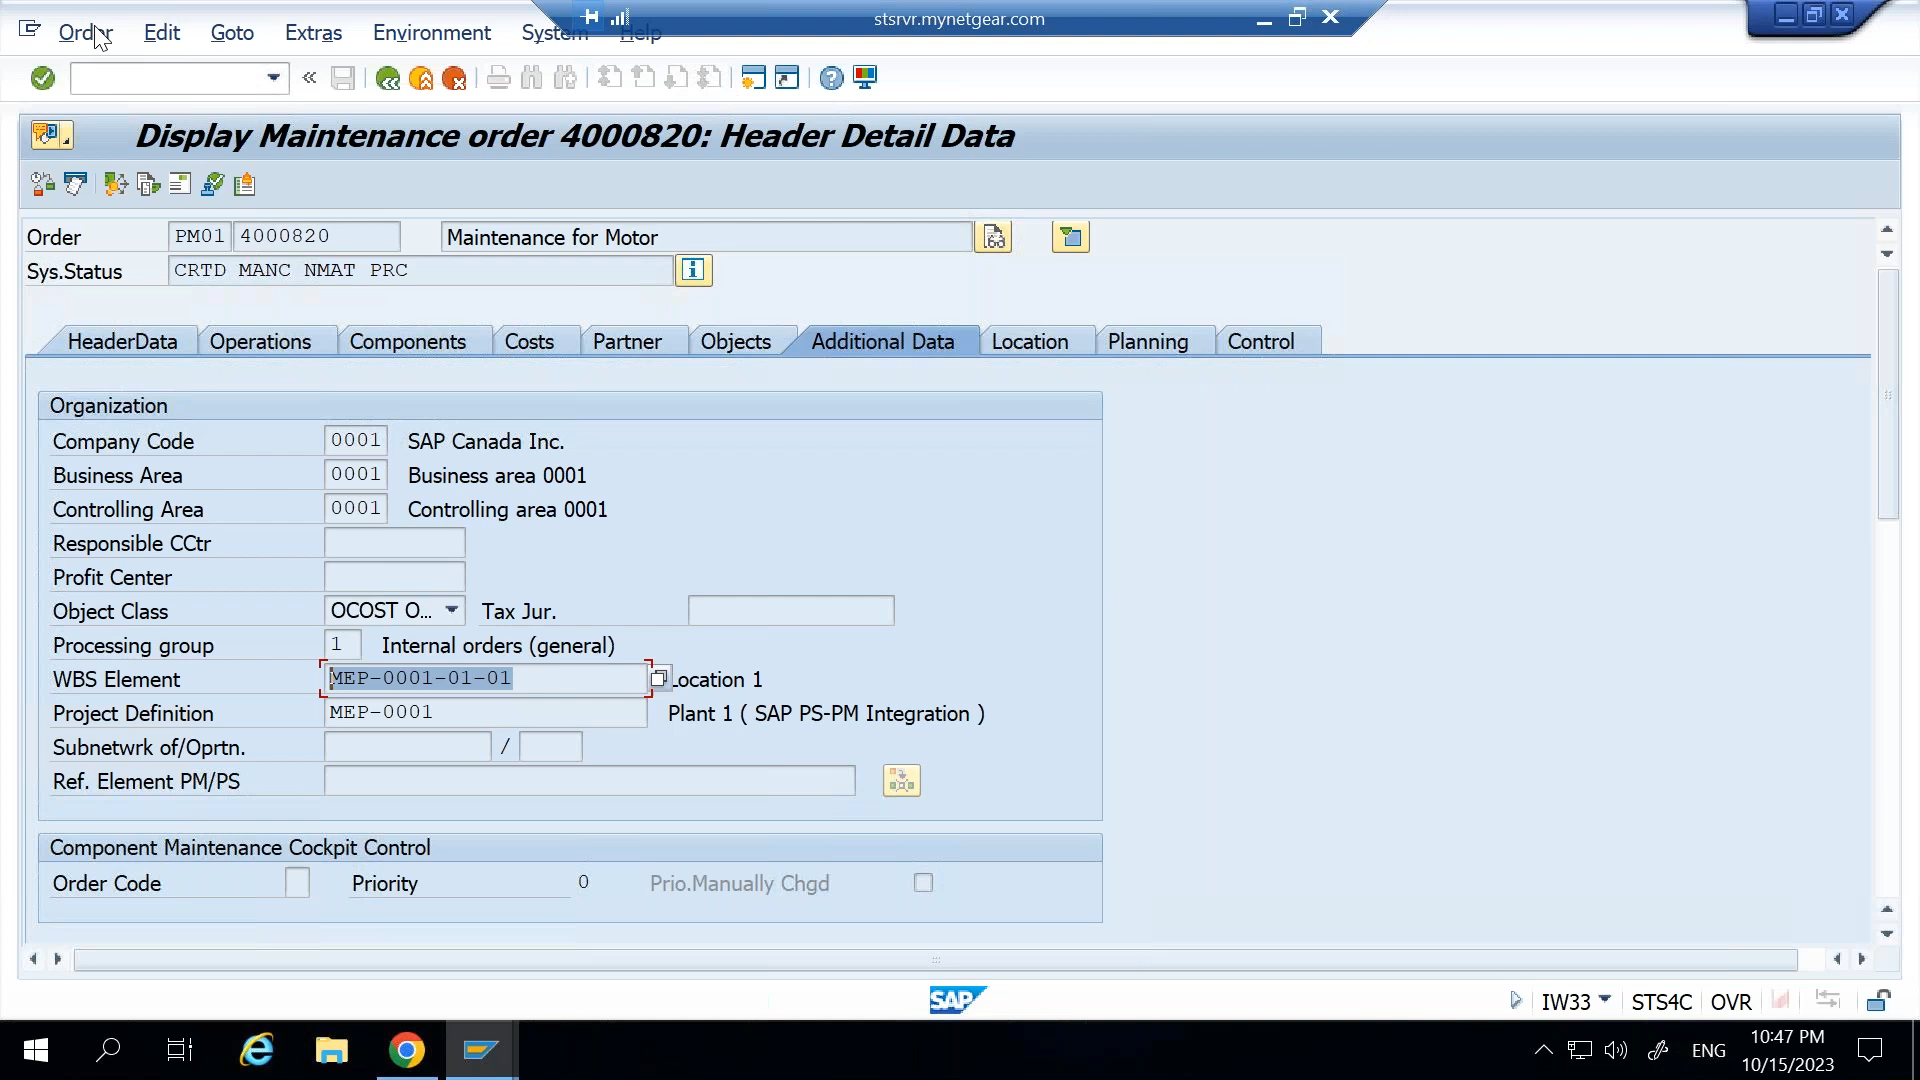 stsrvr.mynetgear.com
Order Edit Goto Extras Environment System Help
Display Maintenance order 4000820: Header Detail Data
Order PM01 4000820 Maintenance for Motor
Sys.Status CRTD MANC NMAT PRC
HeaderData Operations Components Costs Partner Objects Additional Data Location Planning Control
Organization
Company Code 0001 SAP Canada Inc.
Business Area 0001 Business area 0001
Controlling Area 0001 Controlling area 0001
Responsible CCtr
Profit Center
Object Class OCOST O... Tax Jur.
Processing group 1 Internal orders (general)
WBS Element MEP-0001-01-01 Location 1
Project Definition MEP-0001 Plant 1 ( SAP PS-PM Integration )
Subnetwrk of/Oprtn. /
Ref. Element PM/PS
Component Maintenance Cockpit Control
Order Code Priority 0 Prio.Manually Chgd
SAP IW33 STS4C OVR
ENG 10:47 PM
10/15/2023